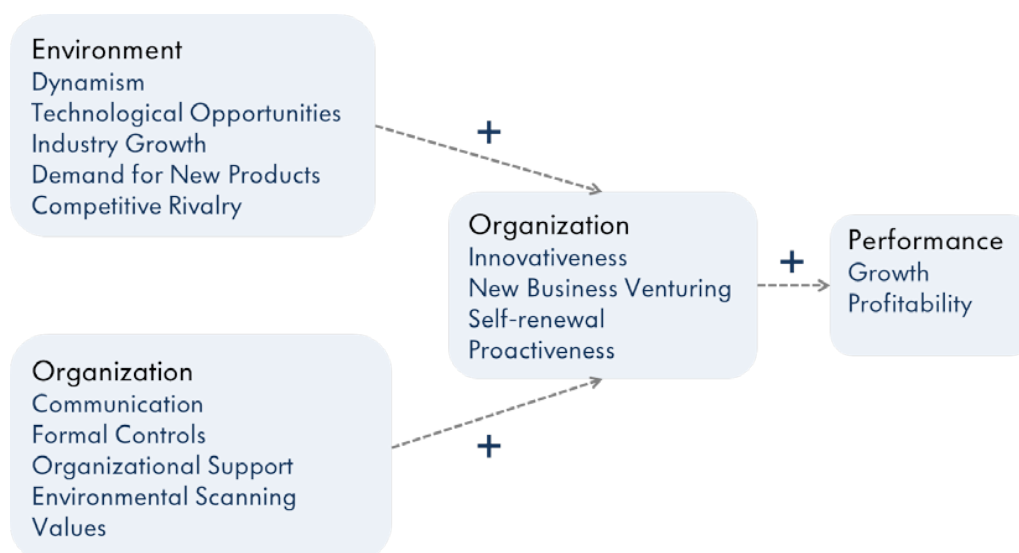 Environment
Dynamism
Technological Opportunities
Industry Growth
Demand for New Products
Competitive Rivalry
+
Organization
Innovativeness
New Business Venturing
Self-renewal
Proactiveness
+
Performance
Growth
Profitability
Organization
Communication
Formal Controls
Organizational Support
Environmental Scanning
Values
+